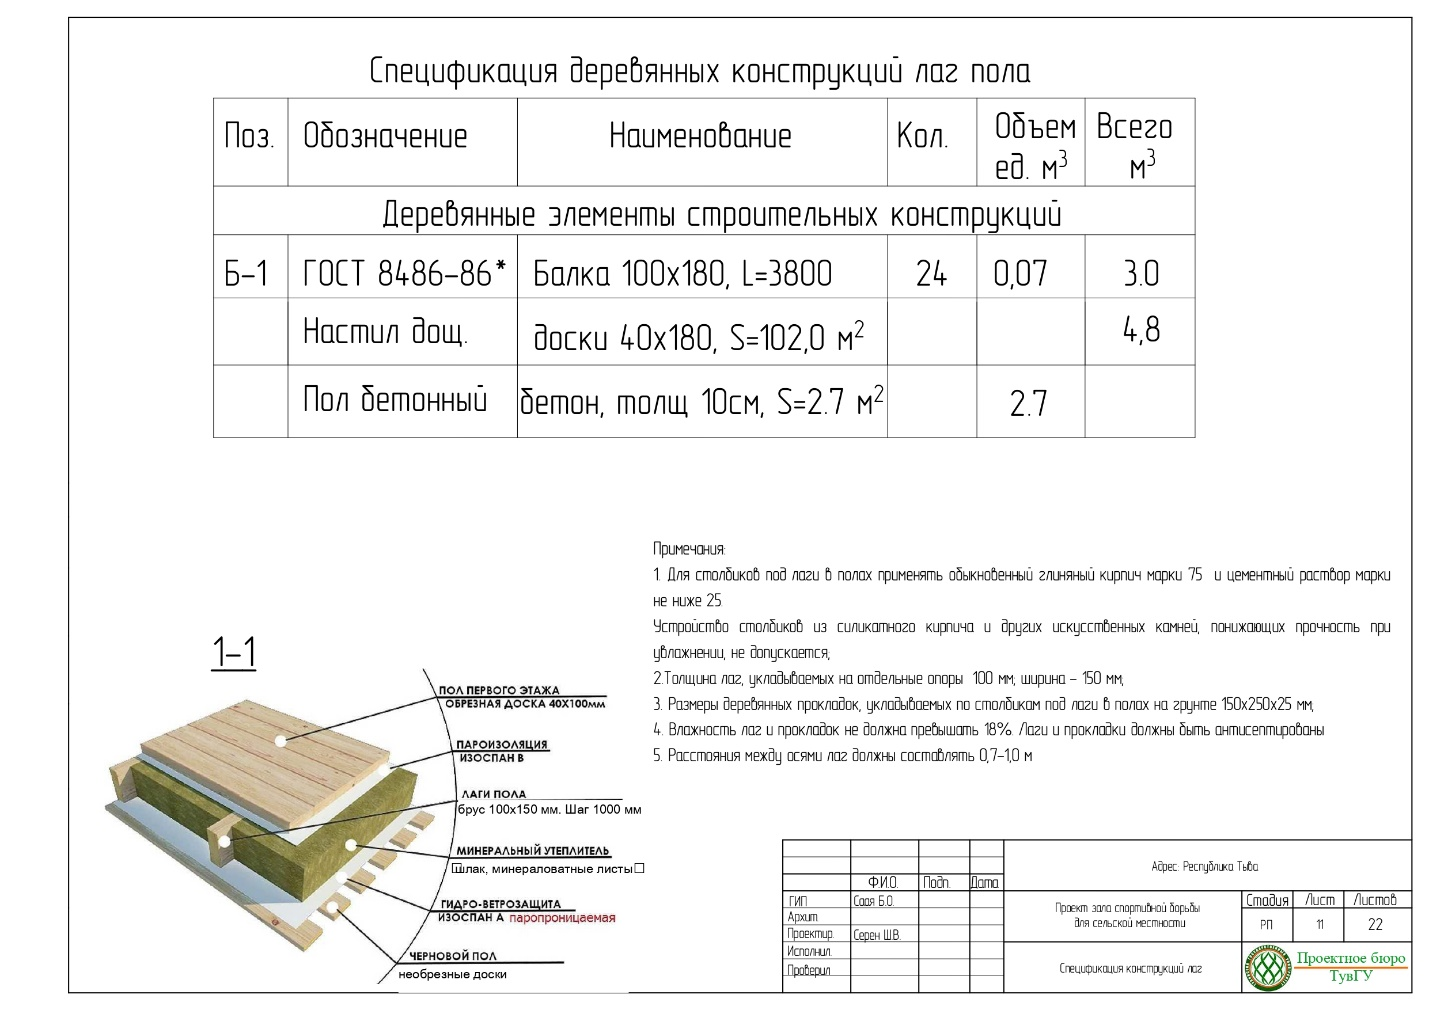 Спецификация деревянных конструкций лаг пола
Поз. Обозначение Наименование Кол. Объем ед. м³ Всего м³
Деревянные элементы строительных конструкций
Б-1 ГОСТ 8486-86* Балка 100х180, L=3800 24 0,07 3.0
Настил дощ. доски 40х180, S=102,0 м² 4,8
Пол бетонный бетон, толщ 10см, S=2.7 м² 2.7
Примечания:
1. Для столбиков под лаги в полах применять обыкновенный глиняный кирпич марки 75 и цементный раствор марки
не ниже 25.
Устройство столбиков из силикатного кирпича и других искусственных камней, понижающих прочность при
увлажнении, не допускается;
2.Толщина лаг, укладываемых на отдельные опоры 100 мм; ширина - 150 мм;
3. Размеры деревянных прокладок, укладываемых по столбикам под лаги в полах на грунте 150х250х25 мм;
4. Влажность лаг и прокладок не должна превышать 18%. Лаги и прокладки должны быть антисептированы
5. Расстояния между осями лаг должны составлять 0,7-1,0 м
1-1
ПОЛ ПЕРВОГО ЭТАЖА
ОБРЕЗНАЯ ДОСКА 40Х100мм
ПАРОИЗОЛЯЦИЯ
ИЗОСПАН В
ЛАГИ ПОЛА
брус 100х150 мм. Шаг 1000 мм
МИНЕРАЛЬНЫЙ УТЕПЛИТЕЛЬ
шлак, минераловатные листы
ГИДРО-ВЕТРОЗАЩИТА
ИЗОСПАН А паропроницаемая
ЧЕРНОВОЙ ПОЛ
необрезные доски
Ф.И.О. Подп. Дата
ГИП Саая Б.О.
Архит.
Проектир. Серен Ш.В.
Исполнил.
Проверил
Адрес: Республика Тыва
Проект зала спортивной борьбы
для сельской местности
Стадия Лист Листов
РП 11 22
Спецификация конструкций лаг
Проектное бюро
ТувГУ